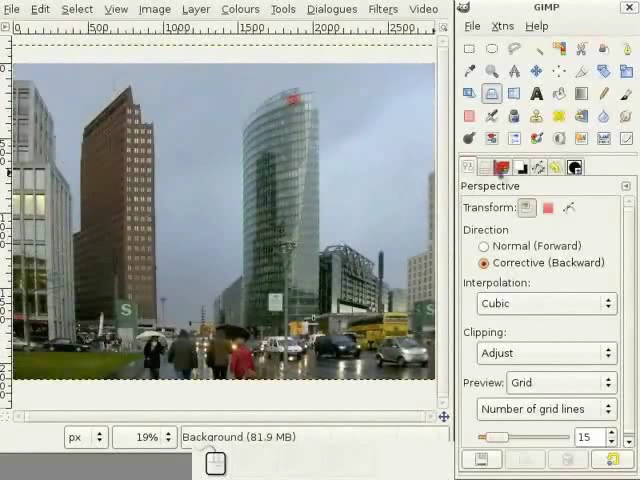 File Edit Select View Image Layer Colours Tools Dialogues Filters Video
GIMP
File Xtns Help
0 500 1000 1500 2000 2500
Perspective
Transform:
Direction
Normal (Forward)
Corrective (Backward)
Interpolation:
Cubic
Clipping:
Adjust
Preview: Grid
Number of grid lines
15
px 19% Background (81.9 MB)
S
S